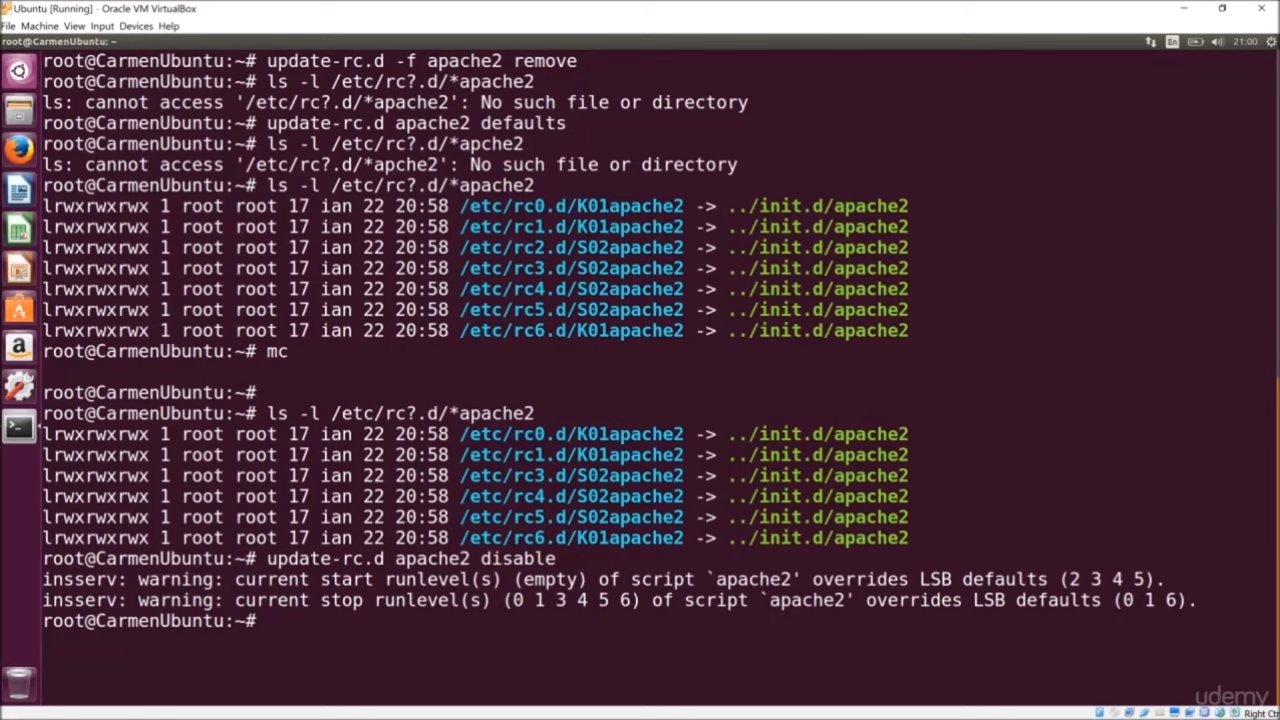 Ubuntu [Running] - Oracle VM VirtualBox
File Machine View Input Devices Help
root@CarmenUbuntu: ~
En
21:00
root@CarmenUbuntu:~# update-rc.d -f apache2 remove
root@CarmenUbuntu:~# ls -l /etc/rc?.d/*apache2
ls: cannot access '/etc/rc?.d/*apache2': No such file or directory
root@CarmenUbuntu:~# update-rc.d apache2 defaults
root@CarmenUbuntu:~# ls -l /etc/rc?.d/*apche2
ls: cannot access '/etc/rc?.d/*apche2': No such file or directory
root@CarmenUbuntu:~# ls -l /etc/rc?.d/*apache2
lrwxrwxrwx 1 root root 17 ian 22 20:58 /etc/rc0.d/K01apache2 -> ../init.d/apache2
lrwxrwxrwx 1 root root 17 ian 22 20:58 /etc/rc1.d/K01apache2 -> ../init.d/apache2
lrwxrwxrwx 1 root root 17 ian 22 20:58 /etc/rc2.d/S02apache2 -> ../init.d/apache2
lrwxrwxrwx 1 root root 17 ian 22 20:58 /etc/rc3.d/S02apache2 -> ../init.d/apache2
lrwxrwxrwx 1 root root 17 ian 22 20:58 /etc/rc4.d/S02apache2 -> ../init.d/apache2
lrwxrwxrwx 1 root root 17 ian 22 20:58 /etc/rc5.d/S02apache2 -> ../init.d/apache2
lrwxrwxrwx 1 root root 17 ian 22 20:58 /etc/rc6.d/K01apache2 -> ../init.d/apache2
root@CarmenUbuntu:~# mc
root@CarmenUbuntu:~#
root@CarmenUbuntu:~# ls -l /etc/rc?.d/*apache2
lrwxrwxrwx 1 root root 17 ian 22 20:58 /etc/rc0.d/K01apache2 -> ../init.d/apache2
lrwxrwxrwx 1 root root 17 ian 22 20:58 /etc/rc1.d/K01apache2 -> ../init.d/apache2
lrwxrwxrwx 1 root root 17 ian 22 20:58 /etc/rc3.d/S02apache2 -> ../init.d/apache2
lrwxrwxrwx 1 root root 17 ian 22 20:58 /etc/rc4.d/S02apache2 -> ../init.d/apache2
lrwxrwxrwx 1 root root 17 ian 22 20:58 /etc/rc5.d/S02apache2 -> ../init.d/apache2
lrwxrwxrwx 1 root root 17 ian 22 20:58 /etc/rc6.d/K01apache2 -> ../init.d/apache2
root@CarmenUbuntu:~# update-rc.d apache2 disable
insserv: warning: current start runlevel(s) (empty) of script `apache2' overrides LSB defaults (2 3 4 5).
insserv: warning: current stop runlevel(s) (0 1 3 4 5 6) of script `apache2' overrides LSB defaults (0 1 6).
root@CarmenUbuntu:~#
udemy
Right Ctr